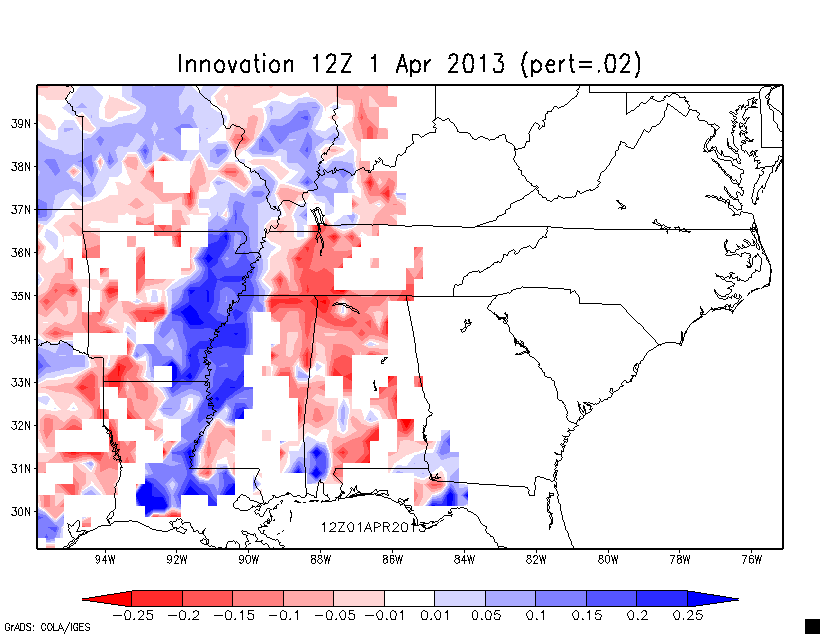 Innovation 12Z 1 Apr 2013 (pert=.02)
39N
38N
37N
36N
35N
34N
33N
32N
31N
30N
12Z01APR2013
94W 92W 90W 88W 86W 84W 82W 80W 78W 76W
-0.25 -0.2 -0.15 -0.1 -0.05 -0.01 0.01 0.05 0.1 0.15 0.2 0.25
GrADS: COLA/IGES